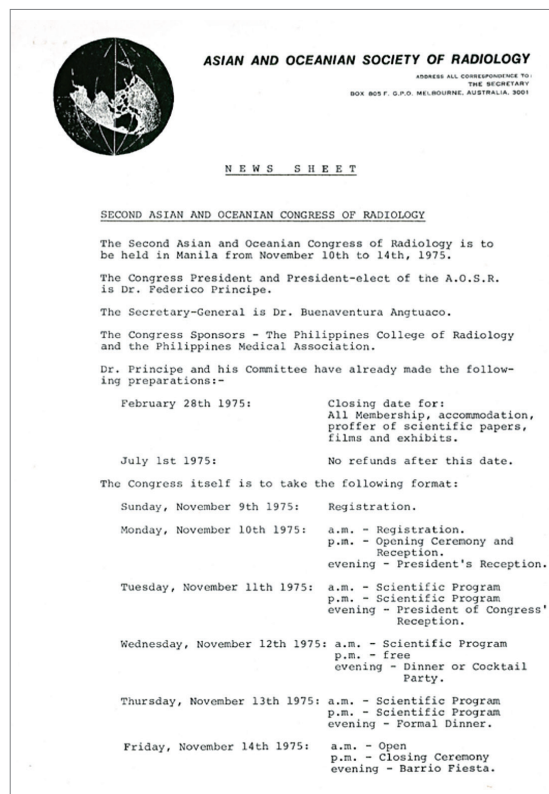 ASIAN AND OCEANIAN SOCIETY OF RADIOLOGY
ADDRESS ALL CORRESPONDENCE TO:
THE SECRETARY
BOX 805 F. G.P.O. MELBOURNE, AUSTRALIA, 3001
NEWS SHEET
SECOND ASIAN AND OCEANIAN CONGRESS OF RADIOLOGY
The Second Asian and Oceanian Congress of Radiology is to
be held in Manila from November 10th to 14th, 1975.
The Congress President and President-elect of the A.O.S.R.
is Dr. Federico Principe.
The Secretary-General is Dr. Buenaventura Angtuaco.
The Congress Sponsors - The Philippines College of Radiology
and the Philippines Medical Association.
Dr. Principe and his Committee have already made the follow-
ing preparations:-
February 28th 1975: Closing date for:
All Membership, accommodation,
proffer of scientific papers,
films and exhibits.
July 1st 1975: No refunds after this date.
The Congress itself is to take the following format:
Sunday, November 9th 1975: Registration.
Monday, November 10th 1975: a.m. - Registration.
p.m. - Opening Ceremony and
Reception.
evening - President's Reception.
Tuesday, November 11th 1975: a.m. - Scientific Program
p.m. - Scientific Program
evening - President of Congress'
Reception.
Wednesday, November 12th 1975: a.m. - Scientific Program
p.m. - free
evening - Dinner or Cocktail
Party.
Thursday, November 13th 1975: a.m. - Scientific Program
p.m. - Scientific Program
evening - Formal Dinner.
Friday, November 14th 1975: a.m. - Open
p.m. - Closing Ceremony
evening - Barrio Fiesta.